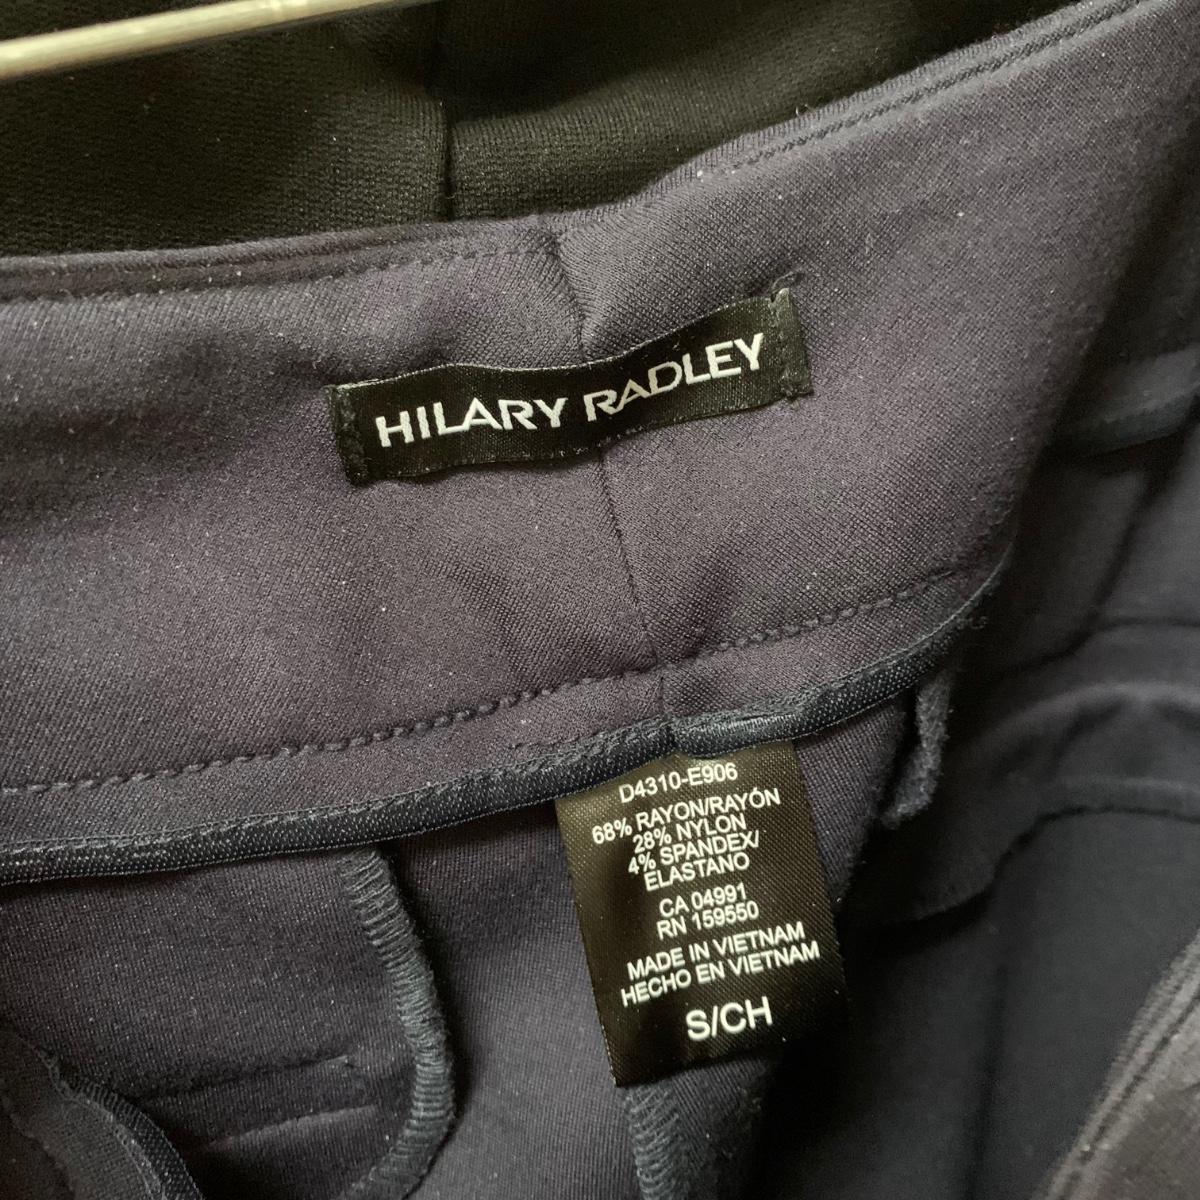 HILARY RADLEY
D4310-E906
68% RAYON/RAYÓN
28% NYLON
4% SPANDEX/
ELASTANO
CA 04991
RN 159550
MADE IN VIETNAM
HECHO EN VIETNAM
S/CH